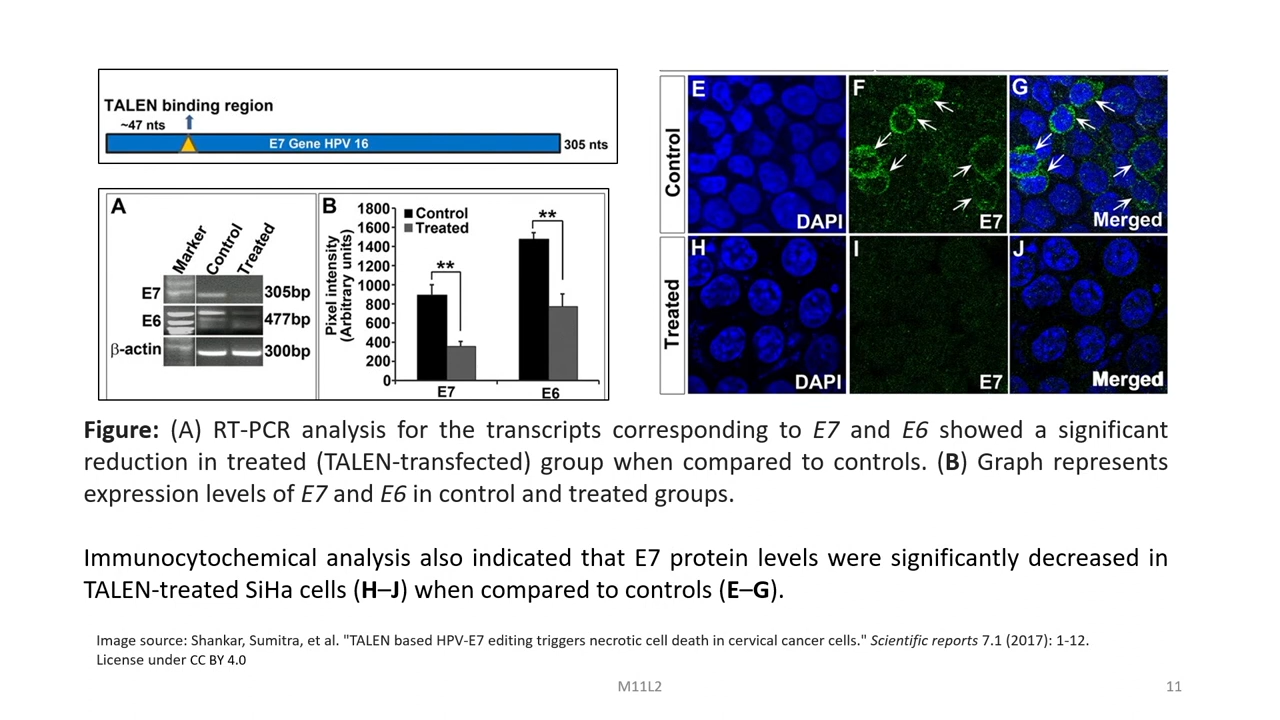 TALEN binding region
~47 nts
E7 Gene HPV 16
305 nts
A
Marker
Control
Treated
E7
305bp
E6
477bp
β-actin
300bp
B
Pixel intensity
(Arbitrary units)
1800
1600
1400
1200
1000
800
600
400
200
0
Control
Treated
**
**
E7
E6
Control
E
DAPI
F
E7
G
Merged
Treated
H
DAPI
I
E7
J
Merged
Figure: (A) RT-PCR analysis for the transcripts corresponding to E7 and E6 showed a significant
reduction in treated (TALEN-transfected) group when compared to controls. (B) Graph represents
expression levels of E7 and E6 in control and treated groups.
Immunocytochemical analysis also indicated that E7 protein levels were significantly decreased in
TALEN-treated SiHa cells (H–J) when compared to controls (E–G).
Image source: Shankar, Sumitra, et al. "TALEN based HPV-E7 editing triggers necrotic cell death in cervical cancer cells." Scientific reports 7.1 (2017): 1-12.
License under CC BY 4.0
M11L2
11